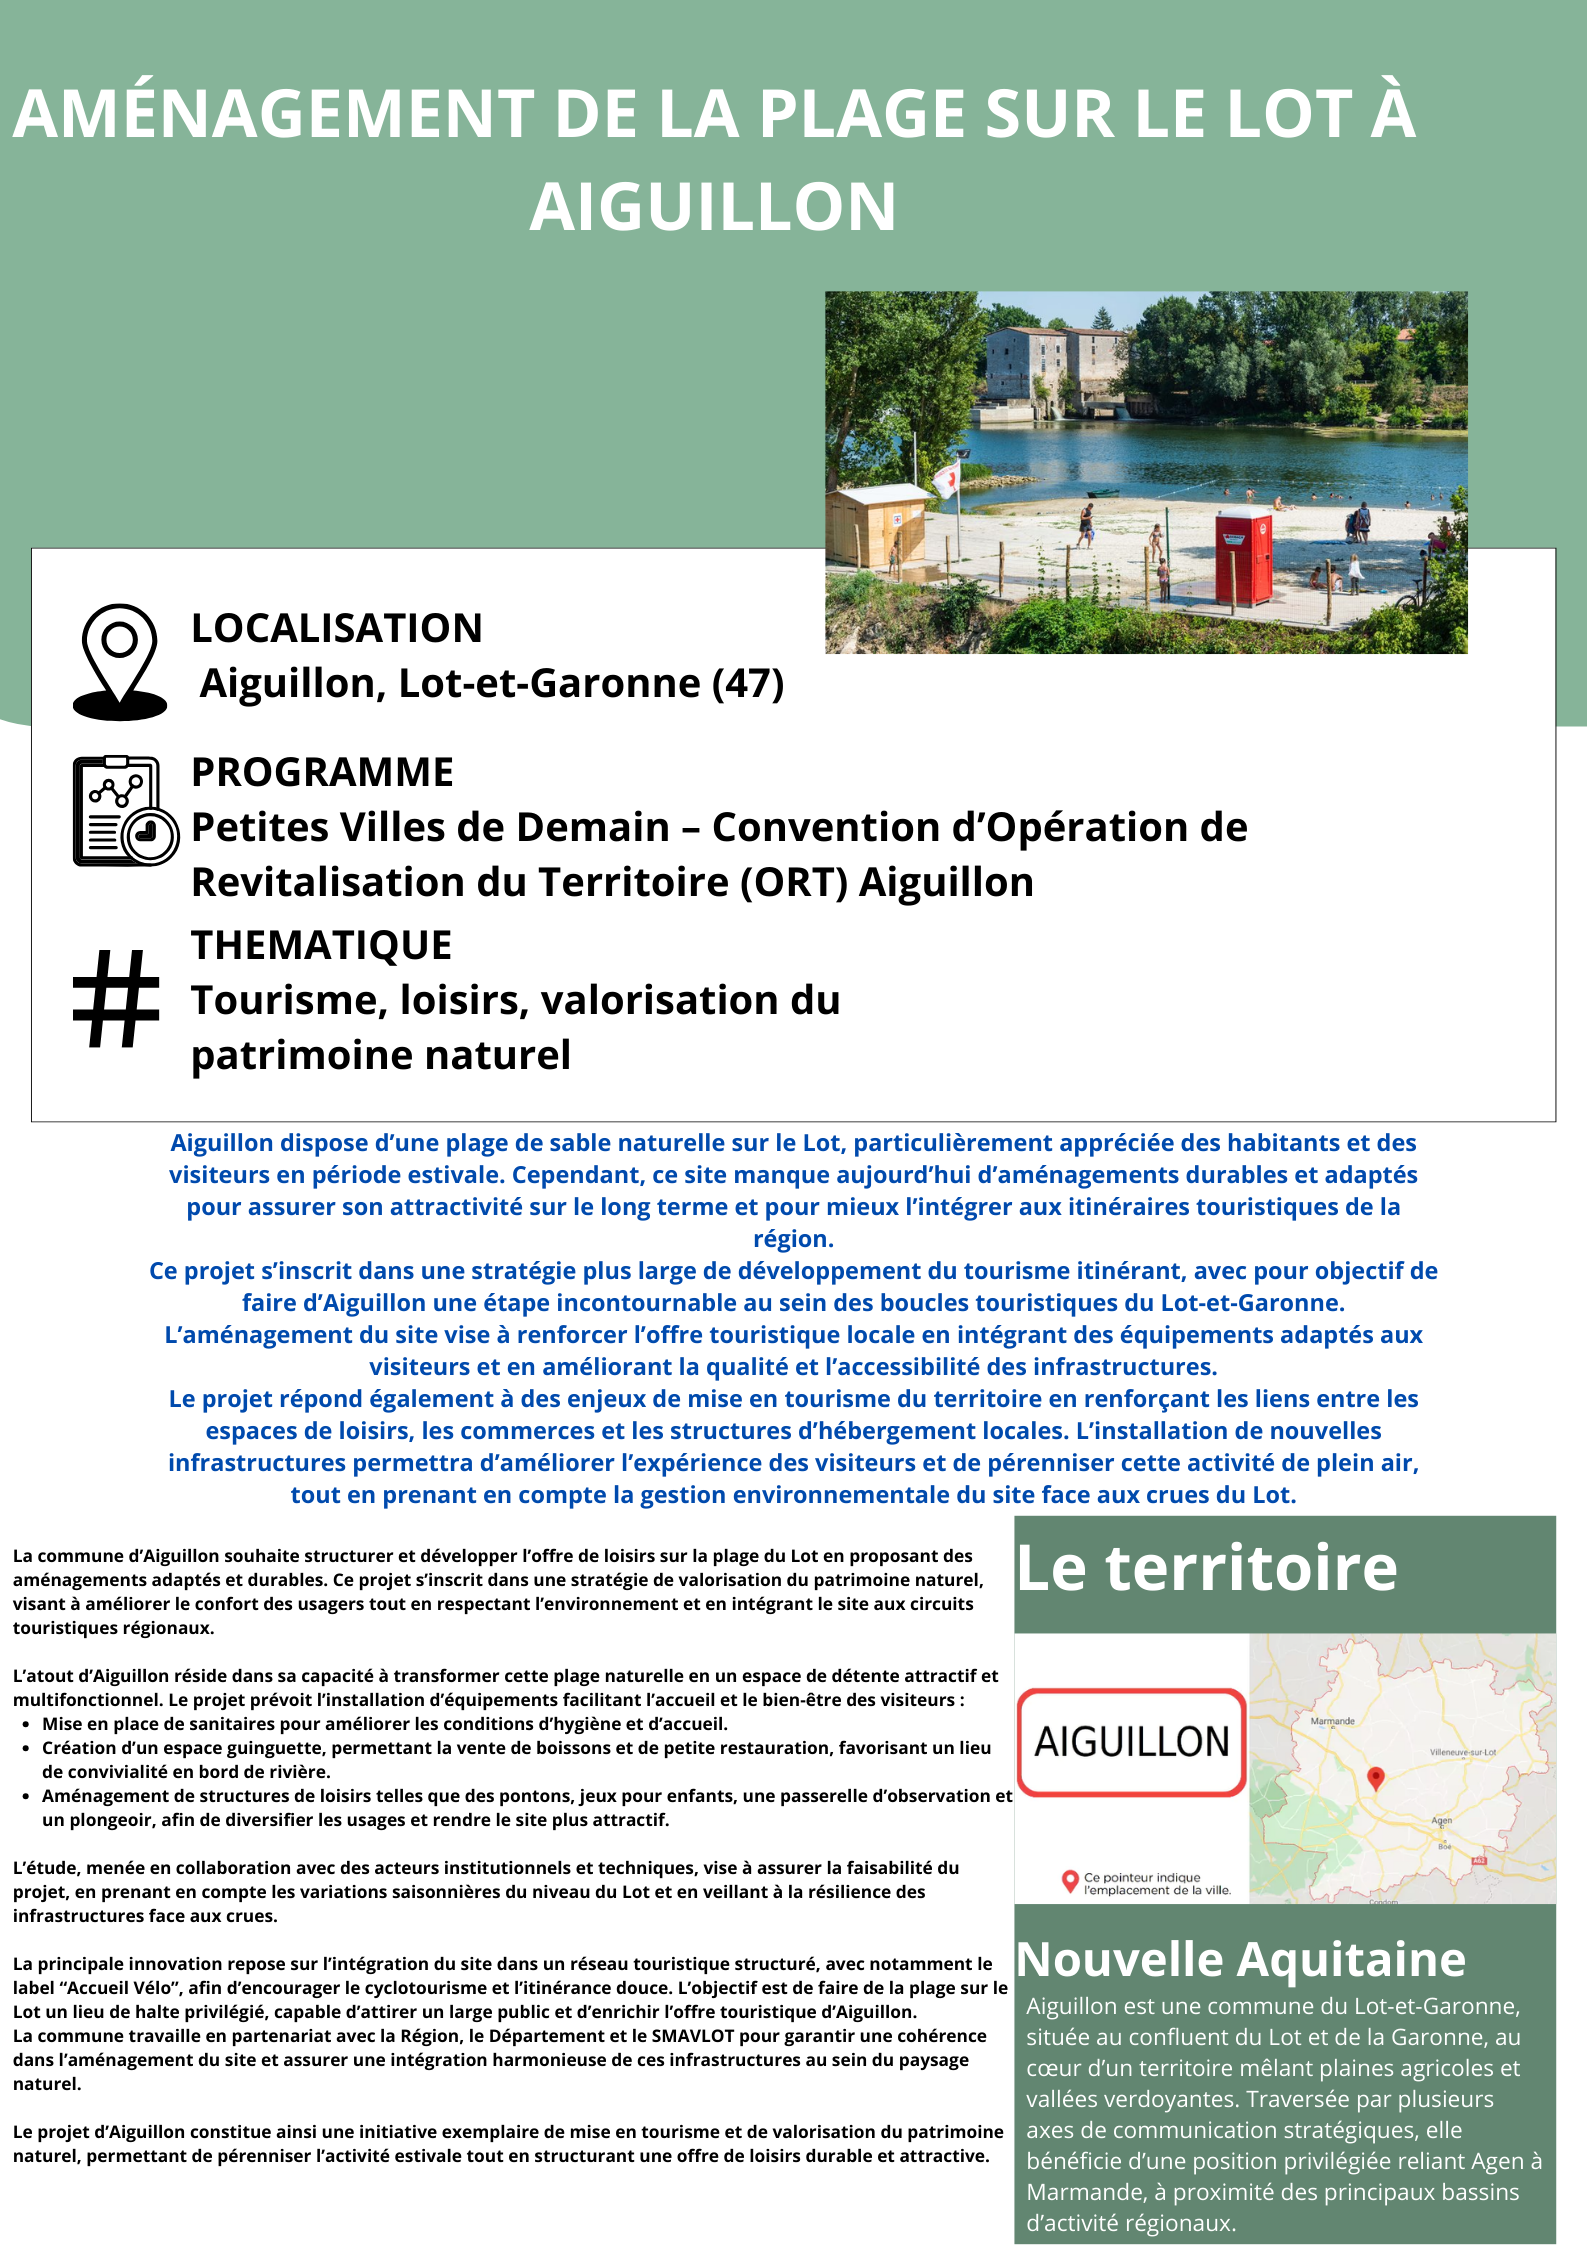 AMÉNAGEMENT DE LA PLAGE SUR LE LOT À
AIGUILLON
LOCALISATION
Aiguillon, Lot-et-Garonne (47)
PROGRAMME
Petites Villes de Demain – Convention d’Opération de
Revitalisation du Territoire (ORT) Aiguillon
THEMATIQUE
Tourisme, loisirs, valorisation du
patrimoine naturel
Aiguillon dispose d’une plage de sable naturelle sur le Lot, particulièrement appréciée des habitants et des
visiteurs en période estivale. Cependant, ce site manque aujourd’hui d’aménagements durables et adaptés
pour assurer son attractivité sur le long terme et pour mieux l’intégrer aux itinéraires touristiques de la
région.
Ce projet s’inscrit dans une stratégie plus large de développement du tourisme itinérant, avec pour objectif de
faire d’Aiguillon une étape incontournable au sein des boucles touristiques du Lot-et-Garonne.
L’aménagement du site vise à renforcer l’offre touristique locale en intégrant des équipements adaptés aux
visiteurs et en améliorant la qualité et l’accessibilité des infrastructures.
Le projet répond également à des enjeux de mise en tourisme du territoire en renforçant les liens entre les
espaces de loisirs, les commerces et les structures d’hébergement locales. L’installation de nouvelles
infrastructures permettra d’améliorer l’expérience des visiteurs et de pérenniser cette activité de plein air,
tout en prenant en compte la gestion environnementale du site face aux crues du Lot.
La commune d’Aiguillon souhaite structurer et développer l’offre de loisirs sur la plage du Lot en proposant des
aménagements adaptés et durables. Ce projet s’inscrit dans une stratégie de valorisation du patrimoine naturel,
visant à améliorer le confort des usagers tout en respectant l’environnement et en intégrant le site aux circuits
touristiques régionaux.
L’atout d’Aiguillon réside dans sa capacité à transformer cette plage naturelle en un espace de détente attractif et
multifonctionnel. Le projet prévoit l’installation d’équipements facilitant l’accueil et le bien-être des visiteurs :
• Mise en place de sanitaires pour améliorer les conditions d’hygiène et d’accueil.
• Création d’un espace guinguette, permettant la vente de boissons et de petite restauration, favorisant un lieu
de convivialité en bord de rivière.
• Aménagement de structures de loisirs telles que des pontons, jeux pour enfants, une passerelle d’observation et
un plongeoir, afin de diversifier les usages et rendre le site plus attractif.
L’étude, menée en collaboration avec des acteurs institutionnels et techniques, vise à assurer la faisabilité du
projet, en prenant en compte les variations saisonnières du niveau du Lot et en veillant à la résilience des
infrastructures face aux crues.
La principale innovation repose sur l’intégration du site dans un réseau touristique structuré, avec notamment le
label “Accueil Vélo”, afin d’encourager le cyclotourisme et l’itinérance douce. L’objectif est de faire de la plage sur le
Lot un lieu de halte privilégié, capable d’attirer un large public et d’enrichir l’offre touristique d’Aiguillon.
La commune travaille en partenariat avec la Région, le Département et le SMAVLOT pour garantir une cohérence
dans l’aménagement du site et assurer une intégration harmonieuse de ces infrastructures au sein du paysage
naturel.
Le projet d’Aiguillon constitue ainsi une initiative exemplaire de mise en tourisme et de valorisation du patrimoine
naturel, permettant de pérenniser l’activité estivale tout en structurant une offre de loisirs durable et attractive.
Le territoire
AIGUILLON
Ce pointeur indique
l’emplacement de la ville.
Marmande
Villeneuve-sur-Lot
Agen
Boé
A62
Condom
Nouvelle Aquitaine
Aiguillon est une commune du Lot-et-Garonne,
située au confluent du Lot et de la Garonne, au
cœur d’un territoire mêlant plaines agricoles et
vallées verdoyantes. Traversée par plusieurs
axes de communication stratégiques, elle
bénéficie d’une position privilégiée reliant Agen à
Marmande, à proximité des principaux bassins
d’activité régionaux.